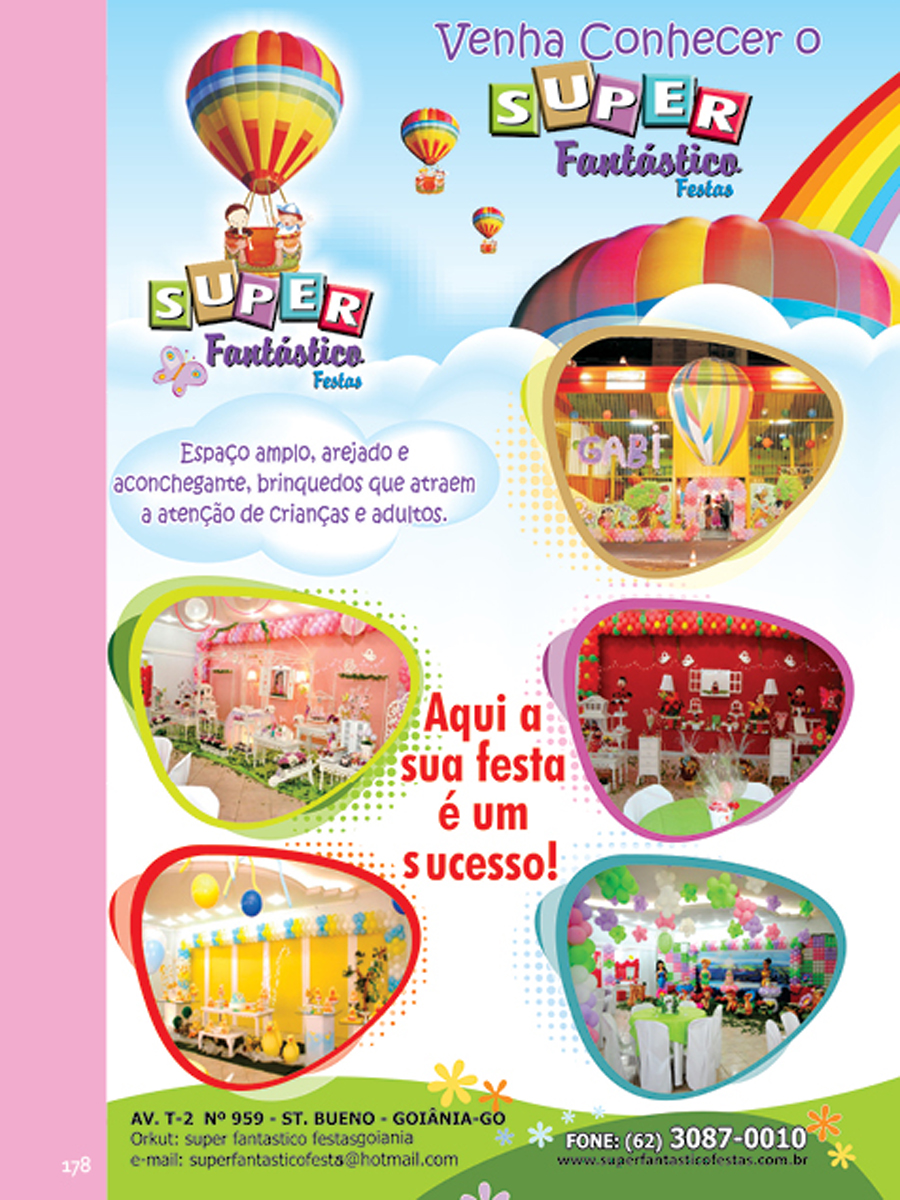 Venha Conhecer o
SUPER
Fantástico
Festas
SUPER
Fantástico
Festas
GABi
Espaço amplo, arejado e
aconchegante, brinquedos que atraem
a atenção de crianças e adultos.
Aqui a
sua festa
é um
sucesso!
AV. T-2 Nº 959 - ST. BUENO - GOIÂNIA-GO
Orkut: super fantastico festasgoiania
e-mail: superfantasticofesta@hotmail.com
FONE: (62) 3087-0010
www.superfantasticofestas.com.br
178